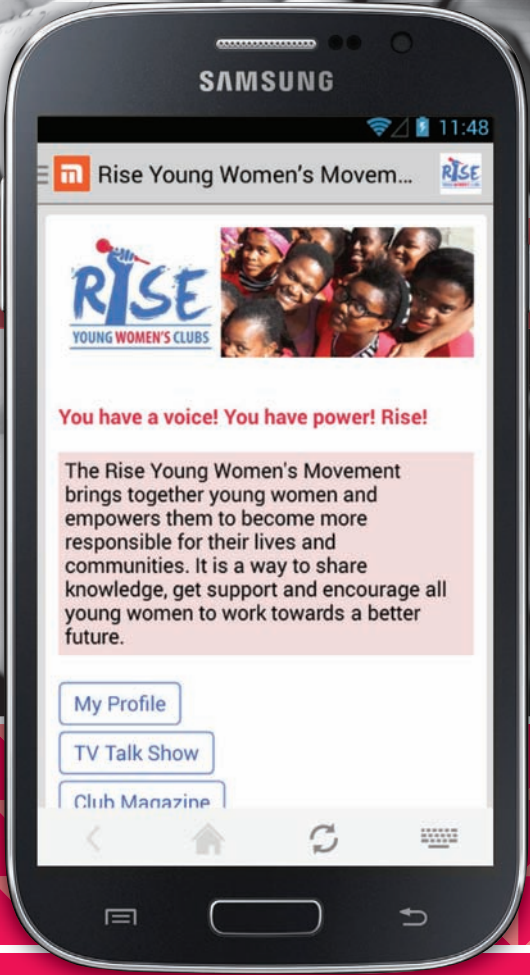 SAMSUNG
11:48
Rise Young Women's Movem...
RISE
YOUNG WOMEN'S CLUBS
RISE
YOUNG WOMEN'S CLUBS
You have a voice! You have power! Rise!
The Rise Young Women's Movement
brings together young women and
empowers them to become more
responsible for their lives and
communities. It is a way to share
knowledge, get support and encourage all
young women to work towards a better
future.
My Profile
TV Talk Show
Club Magazine